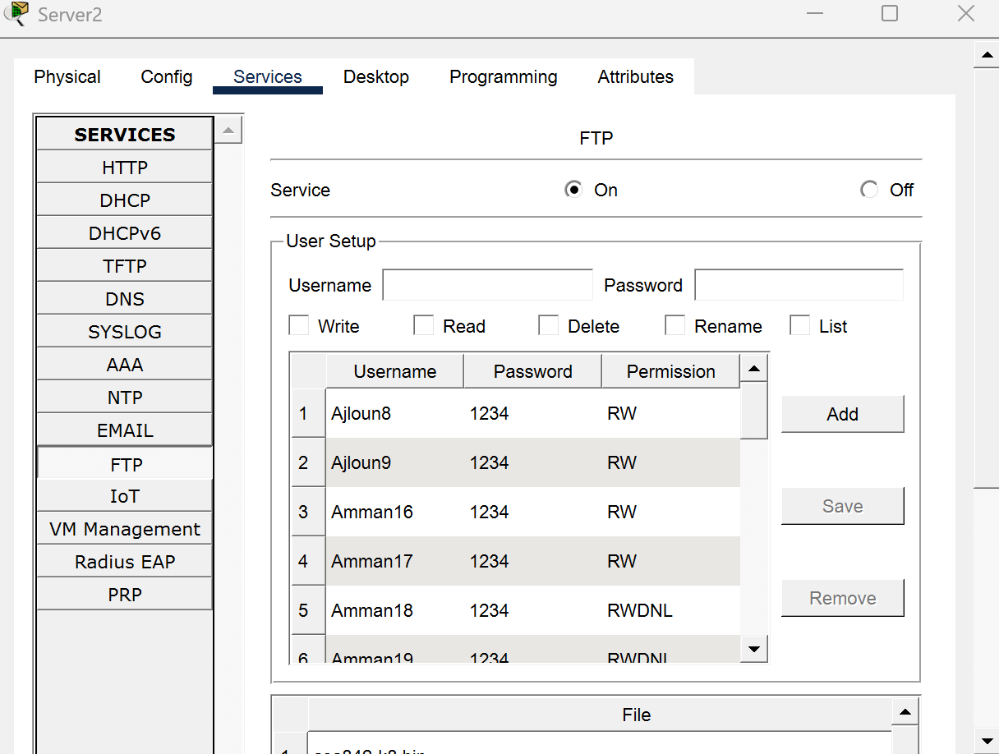 Server2
Physical Config Services Desktop Programming Attributes
SERVICES
HTTP
DHCP
DHCPv6
TFTP
DNS
SYSLOG
AAA
NTP
EMAIL
FTP
IoT
VM Management
Radius EAP
PRP
FTP
Service On Off
User Setup
Username Password
Write Read Delete Rename List
Username Password Permission
1 Ajloun8 1234 RW
2 Ajloun9 1234 RW
3 Amman16 1234 RW
4 Amman17 1234 RW
5 Amman18 1234 RWDNL
6 Amman19 1234 RWDNL
Add
Save
Remove
File
1